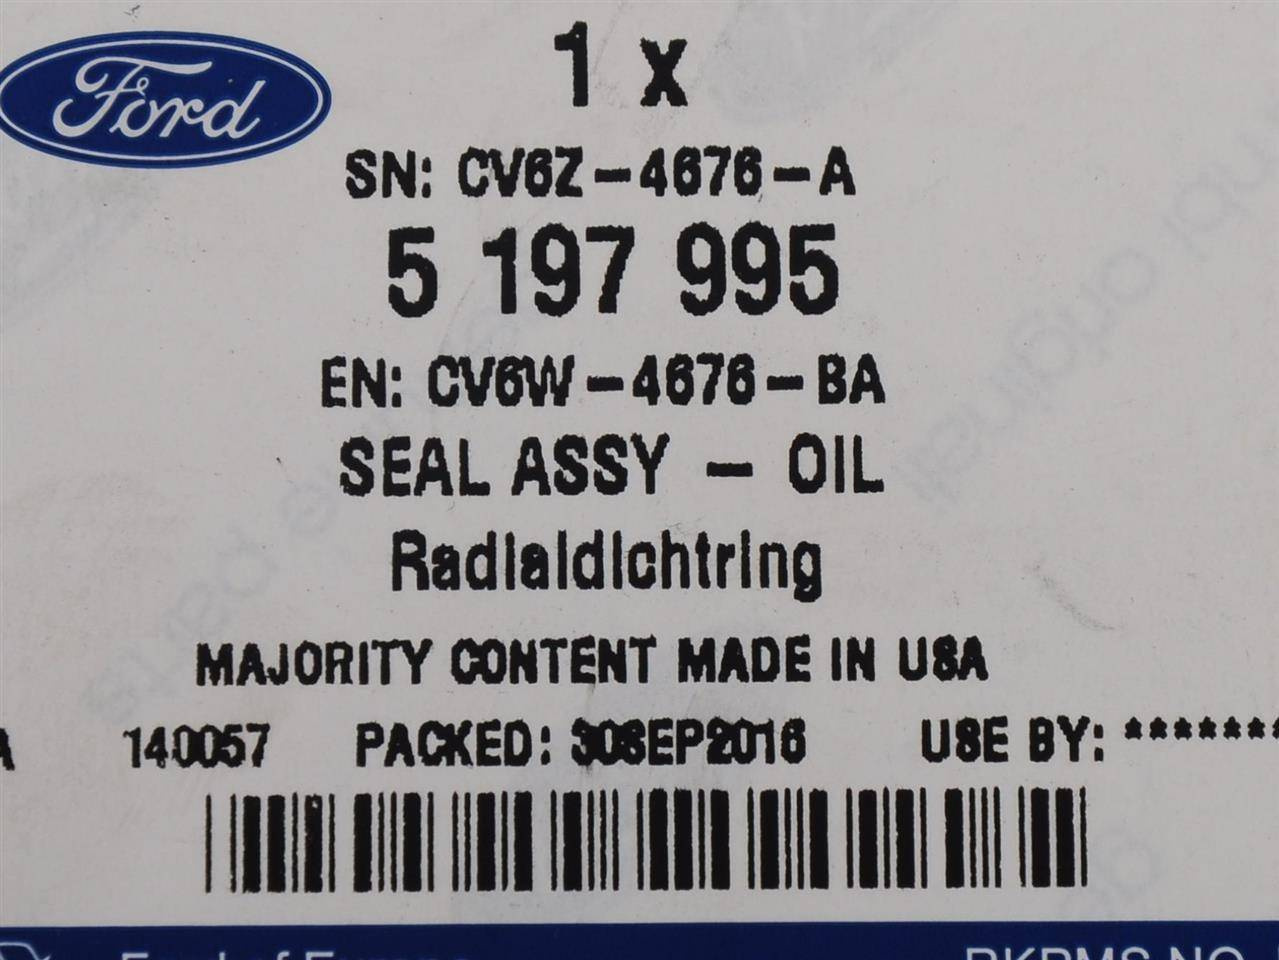 Ford
1 x
SN: CV6Z-4676-A
5 197 995
EN: CV6W-4676-BA
SEAL ASSY - OIL
Radialdichtring
MAJORITY CONTENT MADE IN USA
A 140057 PACKED: 30SEP2016 USE BY: *******